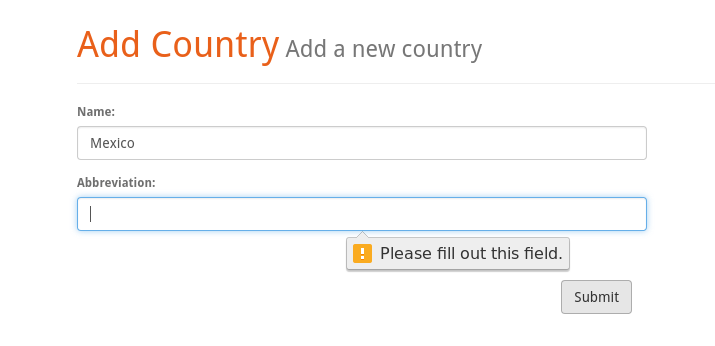 Add Country Add a new country
Name:
Mexico
Abbreviation:
Please fill out this field.
Submit